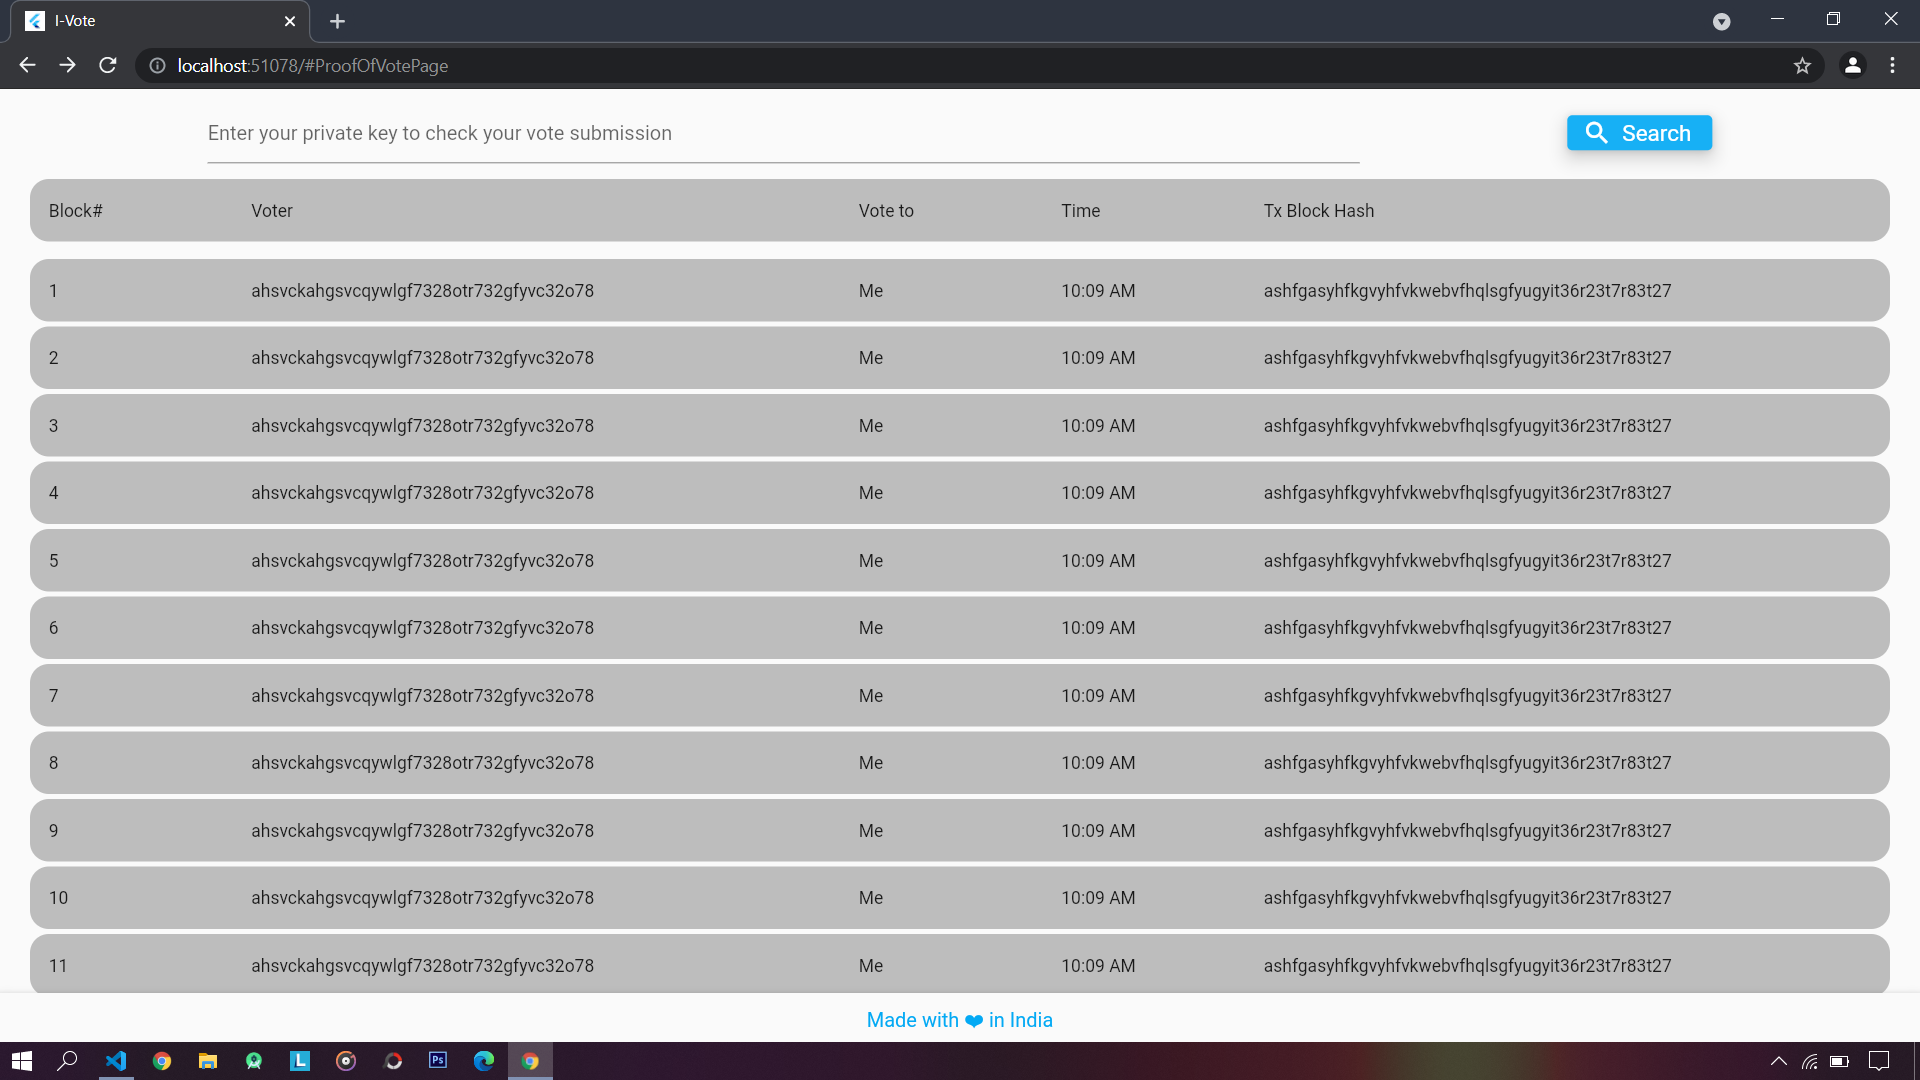 I-Vote
localhost:51078/#ProofOfVotePage
Enter your private key to check your vote submission
Search
Block# Voter Vote to Time Tx Block Hash
1 ahsvckahgsvcqywlgf7328otr732gfyvc32o78 Me 10:09 AM ashfgasyhfkgvyhfvkwebvfhqlsgfyugyit36r23t7r83t27
2 ahsvckahgsvcqywlgf7328otr732gfyvc32o78 Me 10:09 AM ashfgasyhfkgvyhfvkwebvfhqlsgfyugyit36r23t7r83t27
3 ahsvckahgsvcqywlgf7328otr732gfyvc32o78 Me 10:09 AM ashfgasyhfkgvyhfvkwebvfhqlsgfyugyit36r23t7r83t27
4 ahsvckahgsvcqywlgf7328otr732gfyvc32o78 Me 10:09 AM ashfgasyhfkgvyhfvkwebvfhqlsgfyugyit36r23t7r83t27
5 ahsvckahgsvcqywlgf7328otr732gfyvc32o78 Me 10:09 AM ashfgasyhfkgvyhfvkwebvfhqlsgfyugyit36r23t7r83t27
6 ahsvckahgsvcqywlgf7328otr732gfyvc32o78 Me 10:09 AM ashfgasyhfkgvyhfvkwebvfhqlsgfyugyit36r23t7r83t27
7 ahsvckahgsvcqywlgf7328otr732gfyvc32o78 Me 10:09 AM ashfgasyhfkgvyhfvkwebvfhqlsgfyugyit36r23t7r83t27
8 ahsvckahgsvcqywlgf7328otr732gfyvc32o78 Me 10:09 AM ashfgasyhfkgvyhfvkwebvfhqlsgfyugyit36r23t7r83t27
9 ahsvckahgsvcqywlgf7328otr732gfyvc32o78 Me 10:09 AM ashfgasyhfkgvyhfvkwebvfhqlsgfyugyit36r23t7r83t27
10 ahsvckahgsvcqywlgf7328otr732gfyvc32o78 Me 10:09 AM ashfgasyhfkgvyhfvkwebvfhqlsgfyugyit36r23t7r83t27
11 ahsvckahgsvcqywlgf7328otr732gfyvc32o78 Me 10:09 AM ashfgasyhfkgvyhfvkwebvfhqlsgfyugyit36r23t7r83t27
Made with ❤ in India
L Ps